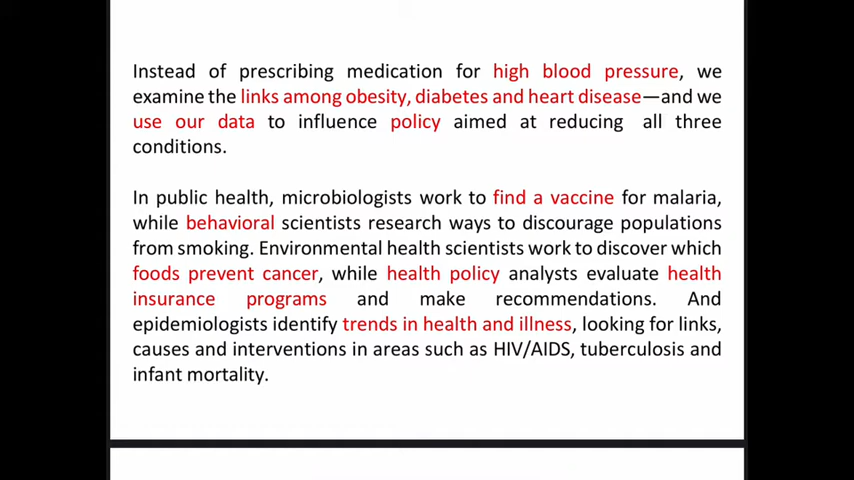 Instead of prescribing medication for high blood pressure, we
examine the links among obesity, diabetes and heart disease—and we
use our data to influence policy aimed at reducing all three
conditions.
In public health, microbiologists work to find a vaccine for malaria,
while behavioral scientists research ways to discourage populations
from smoking. Environmental health scientists work to discover which
foods prevent cancer, while health policy analysts evaluate health
insurance programs and make recommendations. And
epidemiologists identify trends in health and illness, looking for links,
causes and interventions in areas such as HIV/AIDS, tuberculosis and
infant mortality.